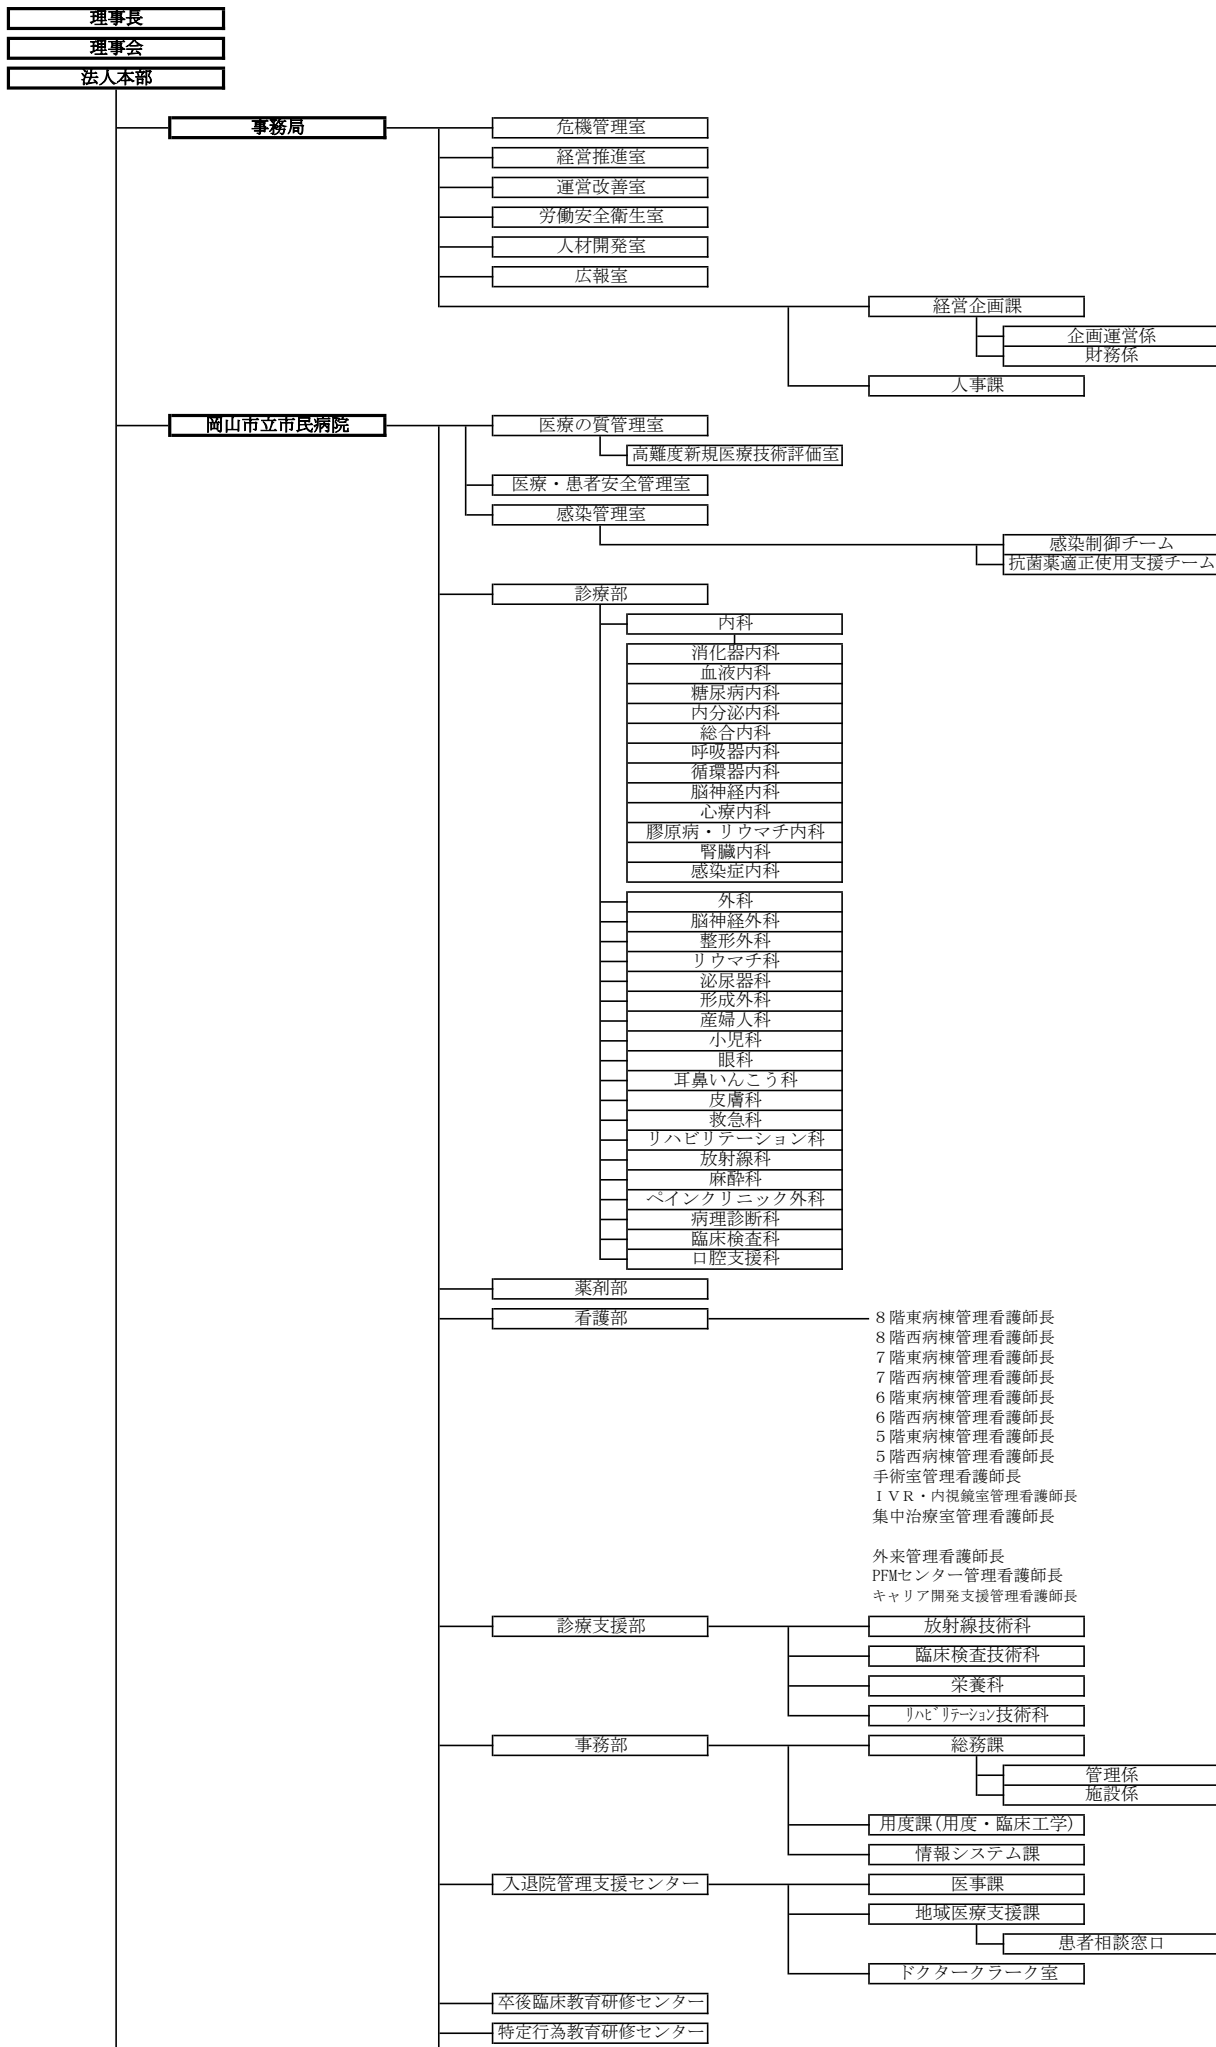 理事長
理事会
法人本部
事務局
危機管理室
経営推進室
運営改善室
労働安全衛生室
人材開発室
広報室
経営企画課
企画運営係
財務係
人事課
岡山市立市民病院
医療の質管理室
高難度新規医療技術評価室
医療・患者安全管理室
感染管理室
感染制御チーム
抗菌薬適正使用支援チーム
診療部
内科
消化器内科
血液内科
糖尿病内科
内分泌内科
総合内科
呼吸器内科
循環器内科
脳神経内科
心療内科
膠原病・リウマチ内科
腎臓内科
感染症内科
外科
脳神経外科
整形外科
リウマチ科
泌尿器科
形成外科
産婦人科
小児科
眼科
耳鼻いんこう科
皮膚科
救急科
リハビリテーション科
放射線科
麻酔科
ペインクリニック外科
病理診断科
臨床検査科
口腔支援科
薬剤部
看護部
８階東病棟管理看護師長
８階西病棟管理看護師長
７階東病棟管理看護師長
７階西病棟管理看護師長
６階東病棟管理看護師長
６階西病棟管理看護師長
５階東病棟管理看護師長
５階西病棟管理看護師長
手術室管理看護師長
ＩＶＲ・内視鏡室管理看護師長
集中治療室管理看護師長
外来管理看護師長
PFMセンター管理看護師長
キャリア開発支援管理看護師長
診療支援部
放射線技術科
臨床検査技術科
栄養科
ﾘﾊﾋﾞﾘﾃｰｼｮﾝ技術科
事務部
総務課
管理係
施設係
用度課(用度・臨床工学)
情報システム課
入退院管理支援センター
医事課
地域医療支援課
患者相談窓口
ドクタークラーク室
卒後臨床教育研修センター
特定行為教育研修センター